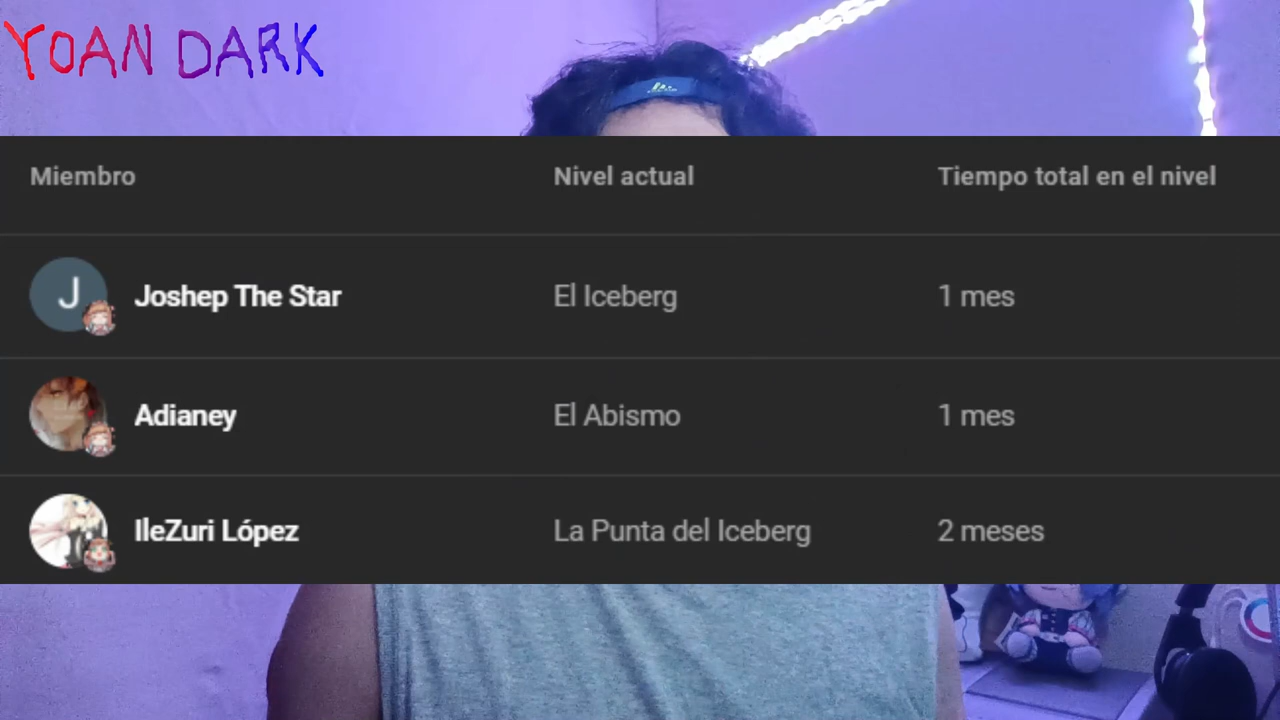 YOAN DARK
Miembro Nivel actual Tiempo total en el nivel
J Joshep The Star El Iceberg 1 mes
Adianey El Abismo 1 mes
IleZuri López La Punta del Iceberg 2 meses